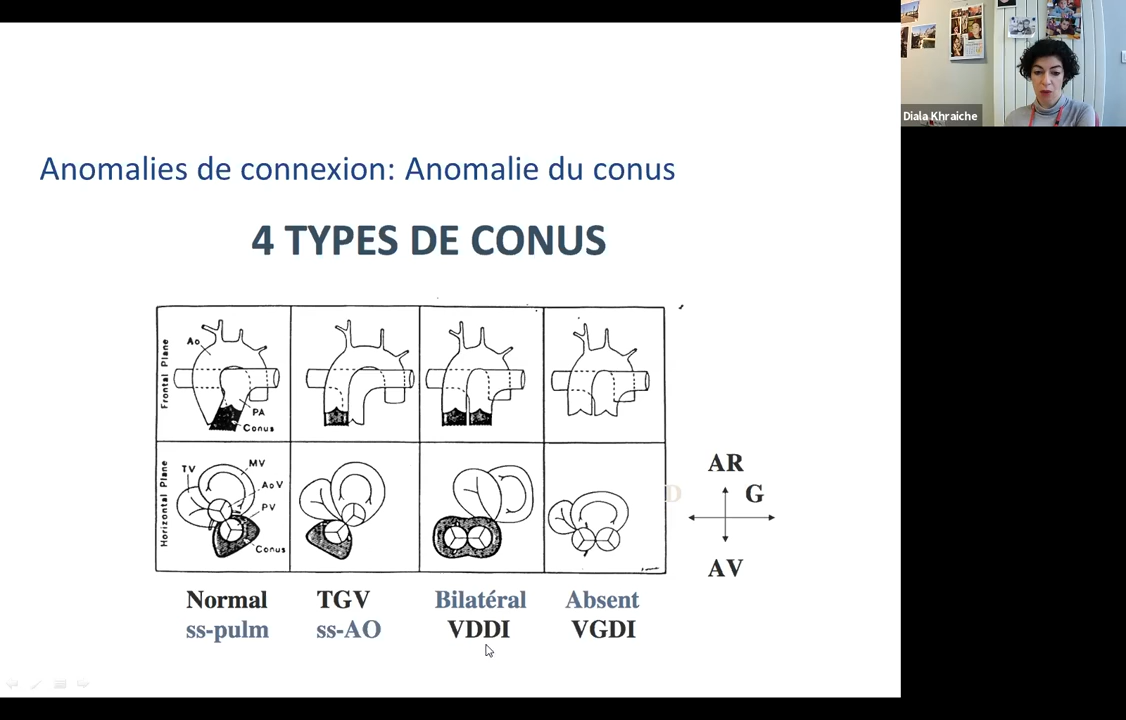 Diala Khraiche
Anomalies de connexion: Anomalie du conus
4 TYPES DE CONUS
Frontal Plane
Ao
PA
Conus
Horizontal Plane
TV
MV
AoV
PV
Conus
AR
D
G
AV
Normal
TGV
Bilatéral
Absent
ss-pulm
ss-AO
VDDI
VGDI